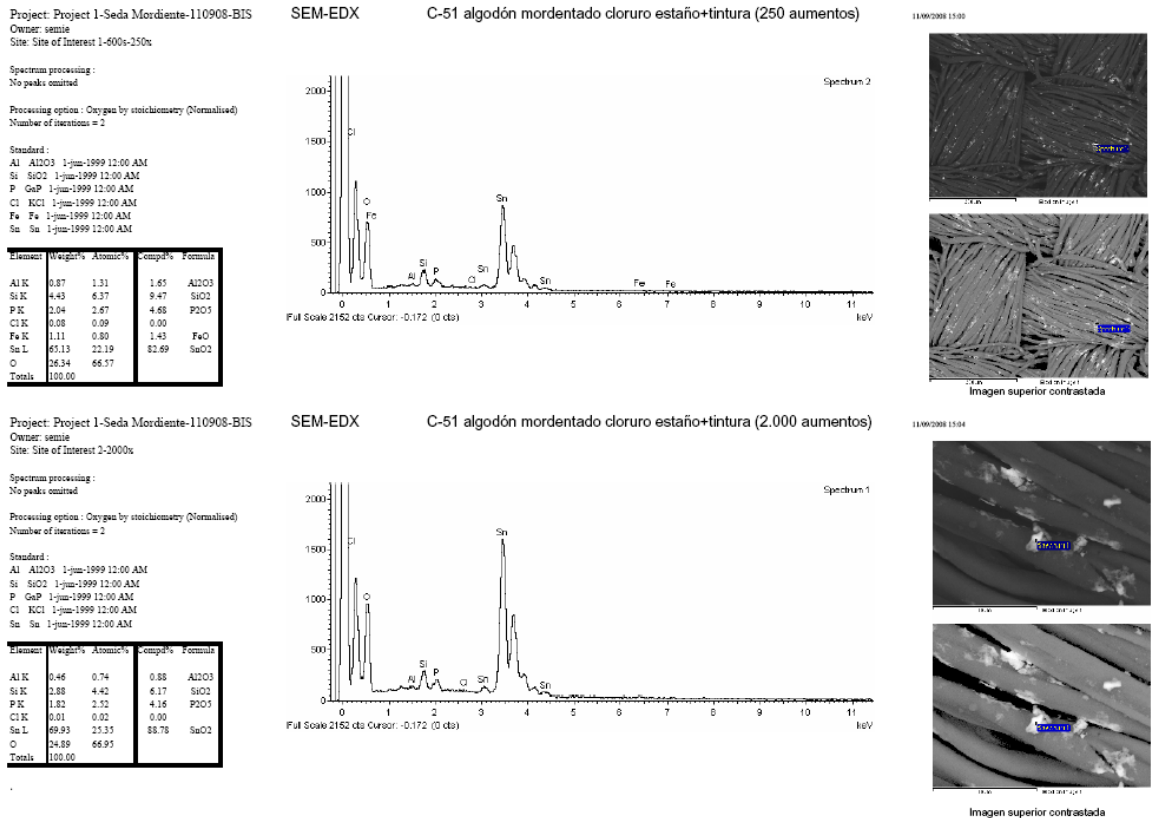 Project: Project 1-Seda Mordiente-110908-BIS
Owner: semie
Site: Site of Interest 1-600s-250x
Spectrum processing :
No peaks omitted
Processing option : Oxygen by stoichiometry (Normalised)
Number of iterations = 2
Standard :
Al Al2O3 1-jun-1999 12:00 AM
Si SiO2 1-jun-1999 12:00 AM
P GaP 1-jun-1999 12:00 AM
Cl KCl 1-jun-1999 12:00 AM
Fe Fe 1-jun-1999 12:00 AM
Sn Sn 1-jun-1999 12:00 AM
Element Weight% Atomic% Compd% Formula
Al K 0.87 1.31 1.65 Al2O3
Si K 4.43 6.37 9.47 SiO2
P K 2.04 2.67 4.68 P2O5
Cl K 0.08 0.09 0.00
Fe K 1.11 0.80 1.43 FeO
Sn L 65.13 22.19 82.69 SnO2
O 26.34 66.57
Totals 100.00
SEM-EDX C-51 algodón mordentado cloruro estaño+tintura (250 aumentos)
Spectrum 2
2000
1500
1000
500
0
Cl
O
Fe
Al
Si
P
Cl
Sn
Sn
Sn
Fe
Fe
0 1 2 3 4 5 6 7 8 9 10 11
Full Scale 2152 cts Cursor: -0.172 (0 cts) keV
11/09/2008 15:00
Imagen superior contrastada
Project: Project 1-Seda Mordiente-110908-BIS
Owner: semie
Site: Site of Interest 2-2000x
Spectrum processing :
No peaks omitted
Processing option : Oxygen by stoichiometry (Normalised)
Number of iterations = 2
Standard :
Al Al2O3 1-jun-1999 12:00 AM
Si SiO2 1-jun-1999 12:00 AM
P GaP 1-jun-1999 12:00 AM
Cl KCl 1-jun-1999 12:00 AM
Sn Sn 1-jun-1999 12:00 AM
Element Weight% Atomic% Compd% Formula
Al K 0.46 0.74 0.88 Al2O3
Si K 2.88 4.42 6.17 SiO2
P K 1.82 2.52 4.16 P2O5
Cl K 0.01 0.02 0.00
Sn L 69.93 25.35 88.78 SnO2
O 24.89 66.95
Totals 100.00
SEM-EDX C-51 algodón mordentado cloruro estaño+tintura (2.000 aumentos)
Spectrum 1
2000
1500
1000
500
0
Cl
O
Al
Si
P
Cl
Sn
Sn
Sn
0 1 2 3 4 5 6 7 8 9 10 11
Full Scale 2152 cts Cursor: -0.172 (0 cts) keV
11/09/2008 15:04
Imagen superior contrastada